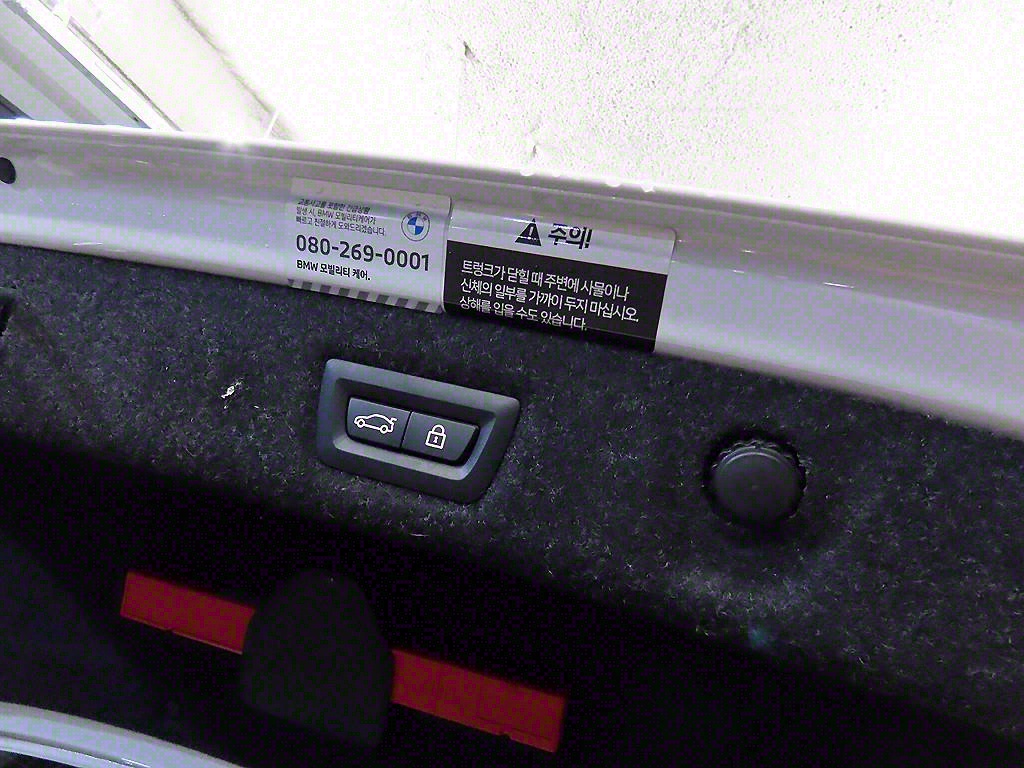 교통사고를 포함한 긴급상황
발생 시, BMW 모빌리티케어가
빠르고 친절하게 도와드리겠습니다.
080-269-0001
BMW 모빌리티 케어.
주의!
트렁크가 닫힐 때 주변에 사물이나
신체의 일부를 가까이 두지 마십시오.
상해를 입을 수도 있습니다.